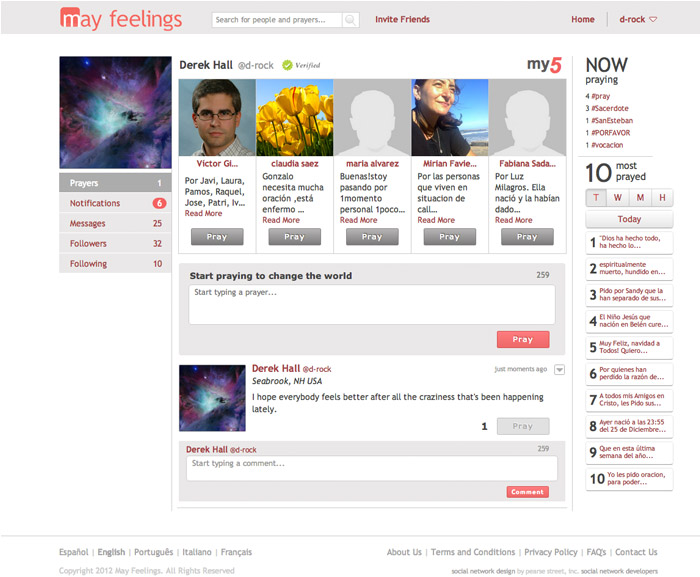 may feelings
Search for people and prayers...
Invite Friends
Home
d-rock
Derek Hall @d-rock Verified
my5
Prayers 1
Notifications 6
Messages 25
Followers 32
Following 10
Victor Gi...
Por Javi, Laura,
Pamos, Raquel,
Jose, Patri, Iv...
Read More
Pray
claudia saez
Gonzalo
necesita mucha
oración ,está
enfermo ...
Read More
Pray
maria alvarez
Buenas!stoy
pasando por
1momento
personal 1poco...
Read More
Pray
Mirian Favie...
Por las personas
que viven en
situacion de
call...
Read More
Pray
Fabiana Sada...
Por Luz
Milagros. Ella
nació y la habían
dado...
Read More
Pray
Start praying to change the world 259
Start typing a prayer...
Pray
Derek Hall @d-rock just moments ago
Seabrook, NH USA
I hope everybody feels better after all the craziness that's been happening
lately.
1 Pray
Derek Hall @d-rock 259
Start typing a comment...
Comment
NOW
praying
4 #pray
3 #Sacerdote
1 #SanEsteban
1 #PORFAVOR
1 #vocacion
10 most
prayed
T W M H
Today
1 "Dios ha hecho todo,
ha hecho lo...
2 espiritualmente
muerto, hundido en...
3 Pido por Sandy que la
han separado de sus...
4 El Niño Jesús que
nación en Belén cure...
5 Muy Feliz, navidad a
Todos! Quiero...
6 Por quienes han
perdido la razón de...
7 A todos mis Amigos en
Cristo, les Pido sus...
8 Ayer nació a las 23:55
del 25 de Diciembre...
9 Que en esta última
semana del año...
10 Yo les pido oracion,
para poder...
Español | English | Português | Italiano | Français
About Us | Terms and Conditions | Privacy Policy | FAQ's | Contact Us
Copyright 2012 May Feelings. All Rights Reserved
social network design by pearse street, inc. social network developers